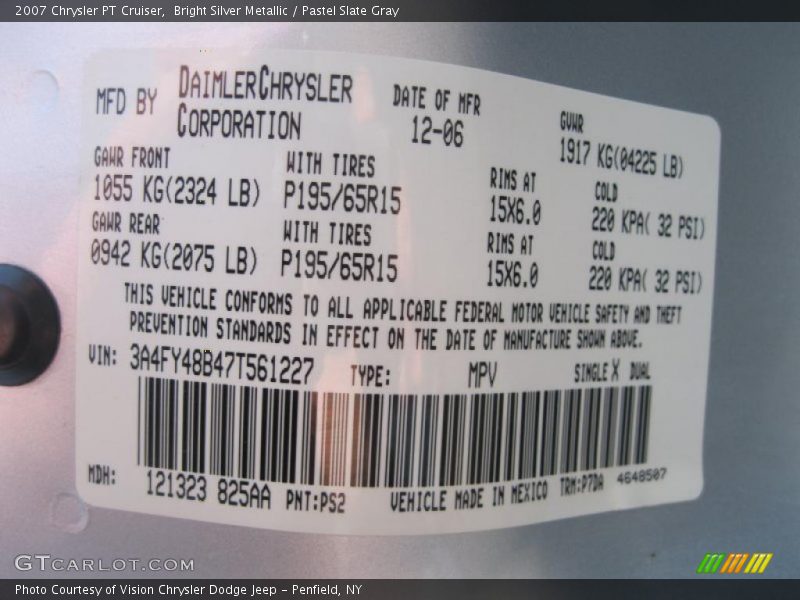 2007 Chrysler PT Cruiser, Bright Silver Metallic / Pastel Slate Gray
MFD BY DAIMLERCHRYSLER CORPORATION
DATE OF MFR 12-06
GVWR 1917 KG(04225 LB)
GAWR FRONT WITH TIRES RIMS AT COLD
1055 KG(2324 LB) P195/65R15 15X6.0 220 KPA( 32 PSI)
GAWR REAR WITH TIRES RIMS AT COLD
0942 KG(2075 LB) P195/65R15 15X6.0 220 KPA( 32 PSI)
THIS VEHICLE CONFORMS TO ALL APPLICABLE FEDERAL MOTOR VEHICLE SAFETY AND THEFT
PREVENTION STANDARDS IN EFFECT ON THE DATE OF MANUFACTURE SHOWN ABOVE.
VIN: 3A4FY48B47T561227 TYPE: MPV SINGLE X DUAL
MDH: 121323 825AA PNT:PS2 VEHICLE MADE IN MEXICO TRM:P7DA 4648507
GTCARLOT.COM
Photo Courtesy of Vision Chrysler Dodge Jeep – Penfield, NY